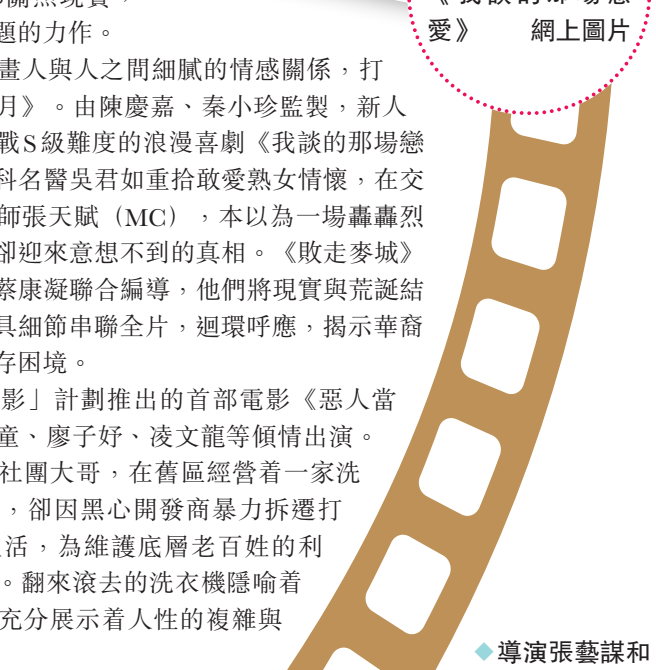 題的力作。
畫人與人之間細膩的情感關係，打
月》。由陳慶嘉、秦小珍監製，新人
戰S級難度的浪漫喜劇《我談的那場戀
科名醫吳君如重拾敢愛熟女情懷，在交
師張天賦（MC），本以為一場轟轟烈
卻迎來意想不到的真相。《敗走麥城》
蔡康凝聯合編導，他們將現實與荒誕結
具細節串聯全片，迴環呼應，揭示華裔
存困境。
影」計劃推出的首部電影《惡人當
童、廖子妤、凌文龍等傾情出演。
社團大哥，在舊區經營着一家洗
，卻因黑心開發商暴力拆遷打
活，為維護底層老百姓的利
。翻來滾去的洗衣機隱喻着
充分展示着人性的複雜與
愛》 網上圖片
◆導演張藝謀和